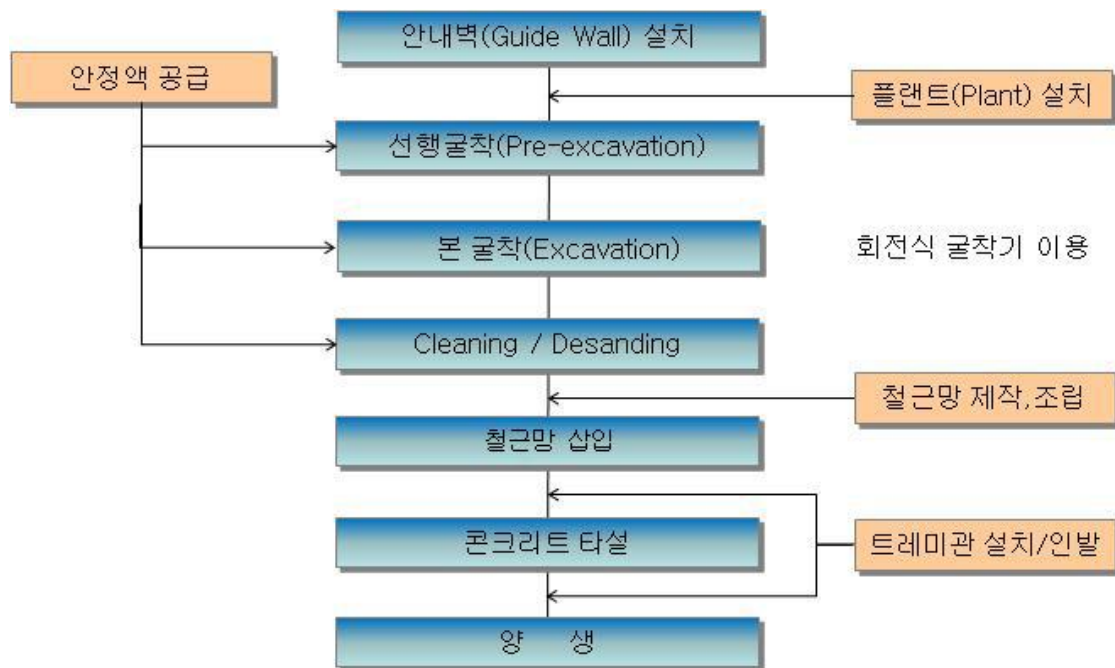 안내벽(Guide Wall) 설치
안정액 공급
플랜트(Plant) 설치
선행굴착(Pre-excavation)
본 굴착(Excavation)
회전식 굴착기 이용
Cleaning / Desanding
철근망 제작,조립
철근망 삽입
콘크리트 타설
트레미관 설치/인발
양 생